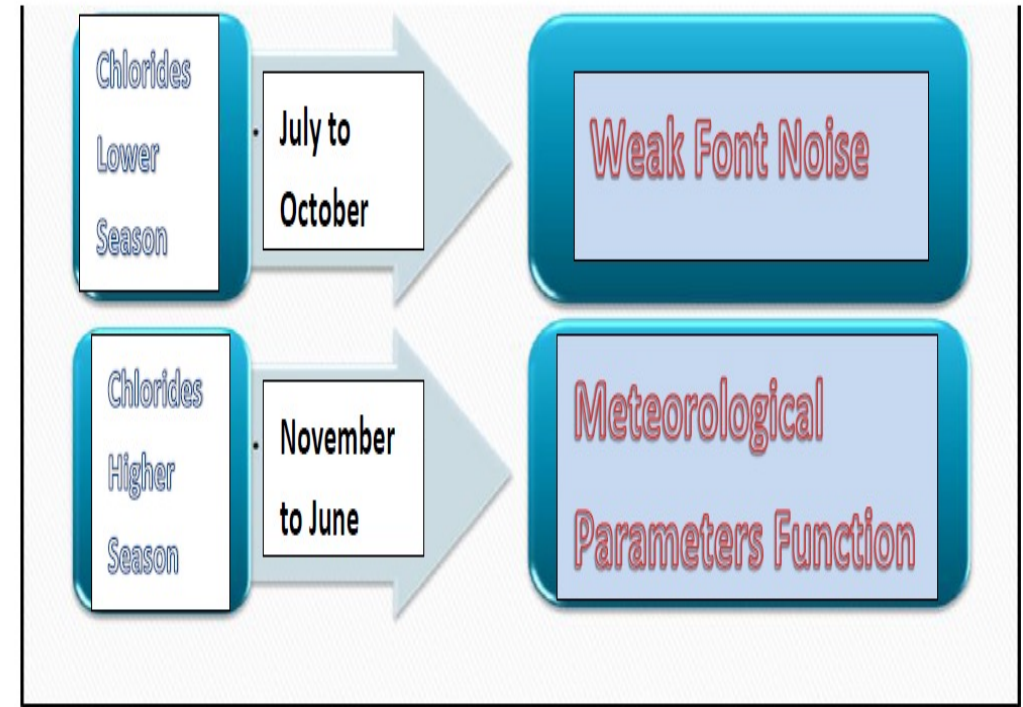 Chlorides
Lower
Season
• July to
October
Weak Font Noise
Chlorides
Higher
Season
• November
to June
Meteorological
Parameters Function